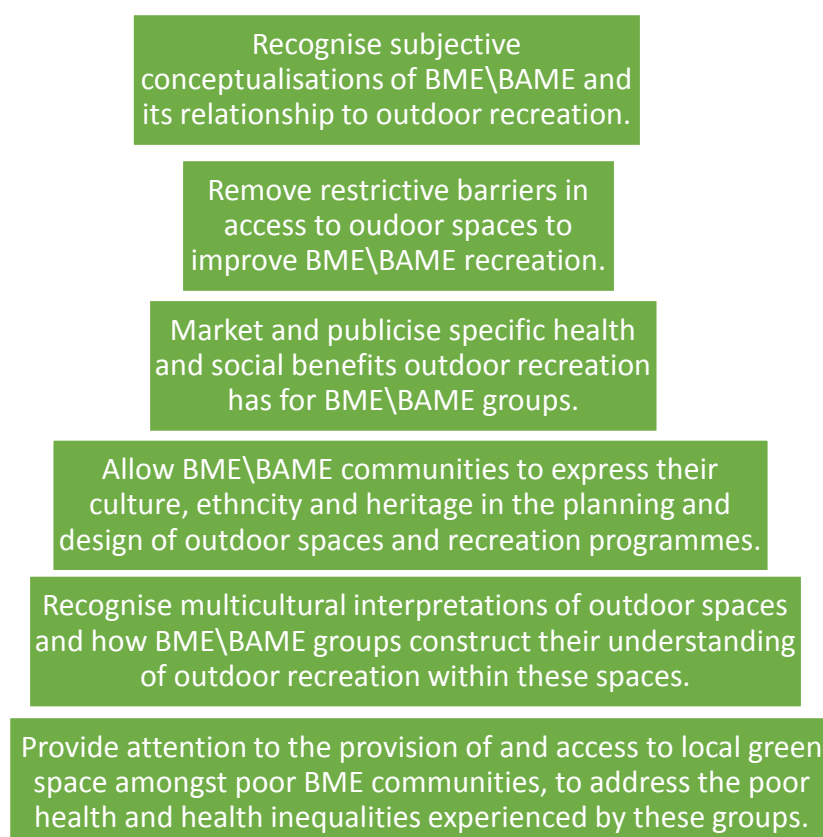 Recognise subjective
conceptualisations of BME\BAME and
its relationship to outdoor recreation.
Remove restrictive barriers in
access to oudoor spaces to
improve BME\BAME recreation.
Market and publicise specific health
and social benefits outdoor recreation
has for BME\BAME groups.
Allow BME\BAME communities to express their
culture, ethncity and heritage in the planning and
design of outdoor spaces and recreation programmes.
Recognise multicultural interpretations of outdoor spaces
and how BME\BAME groups construct their understanding
of outdoor recreation within these spaces.
Provide attention to the provision of and access to local green
space amongst poor BME communities, to address the poor
health and health inequalities experienced by these groups.